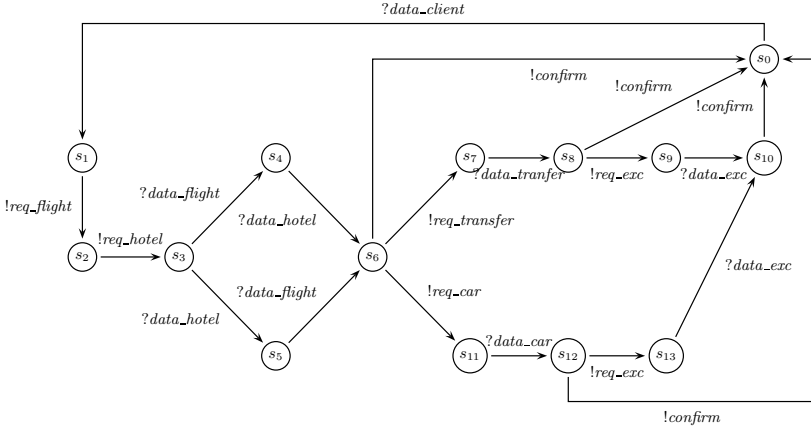 ?data_client
s0
!confirm
!confirm
!confirm
s1
s4
s7
s8
s9
s10
?data_tranfer
!req_exc
?data_exc
?data_flight
!req_flight
?data_hotel
!req_transfer
!req_hotel
s2
s3
s6
?data_exc
?data_flight
!req_car
?data_hotel
?data_car
s5
s11
s12
s13
!req_exc
!confirm